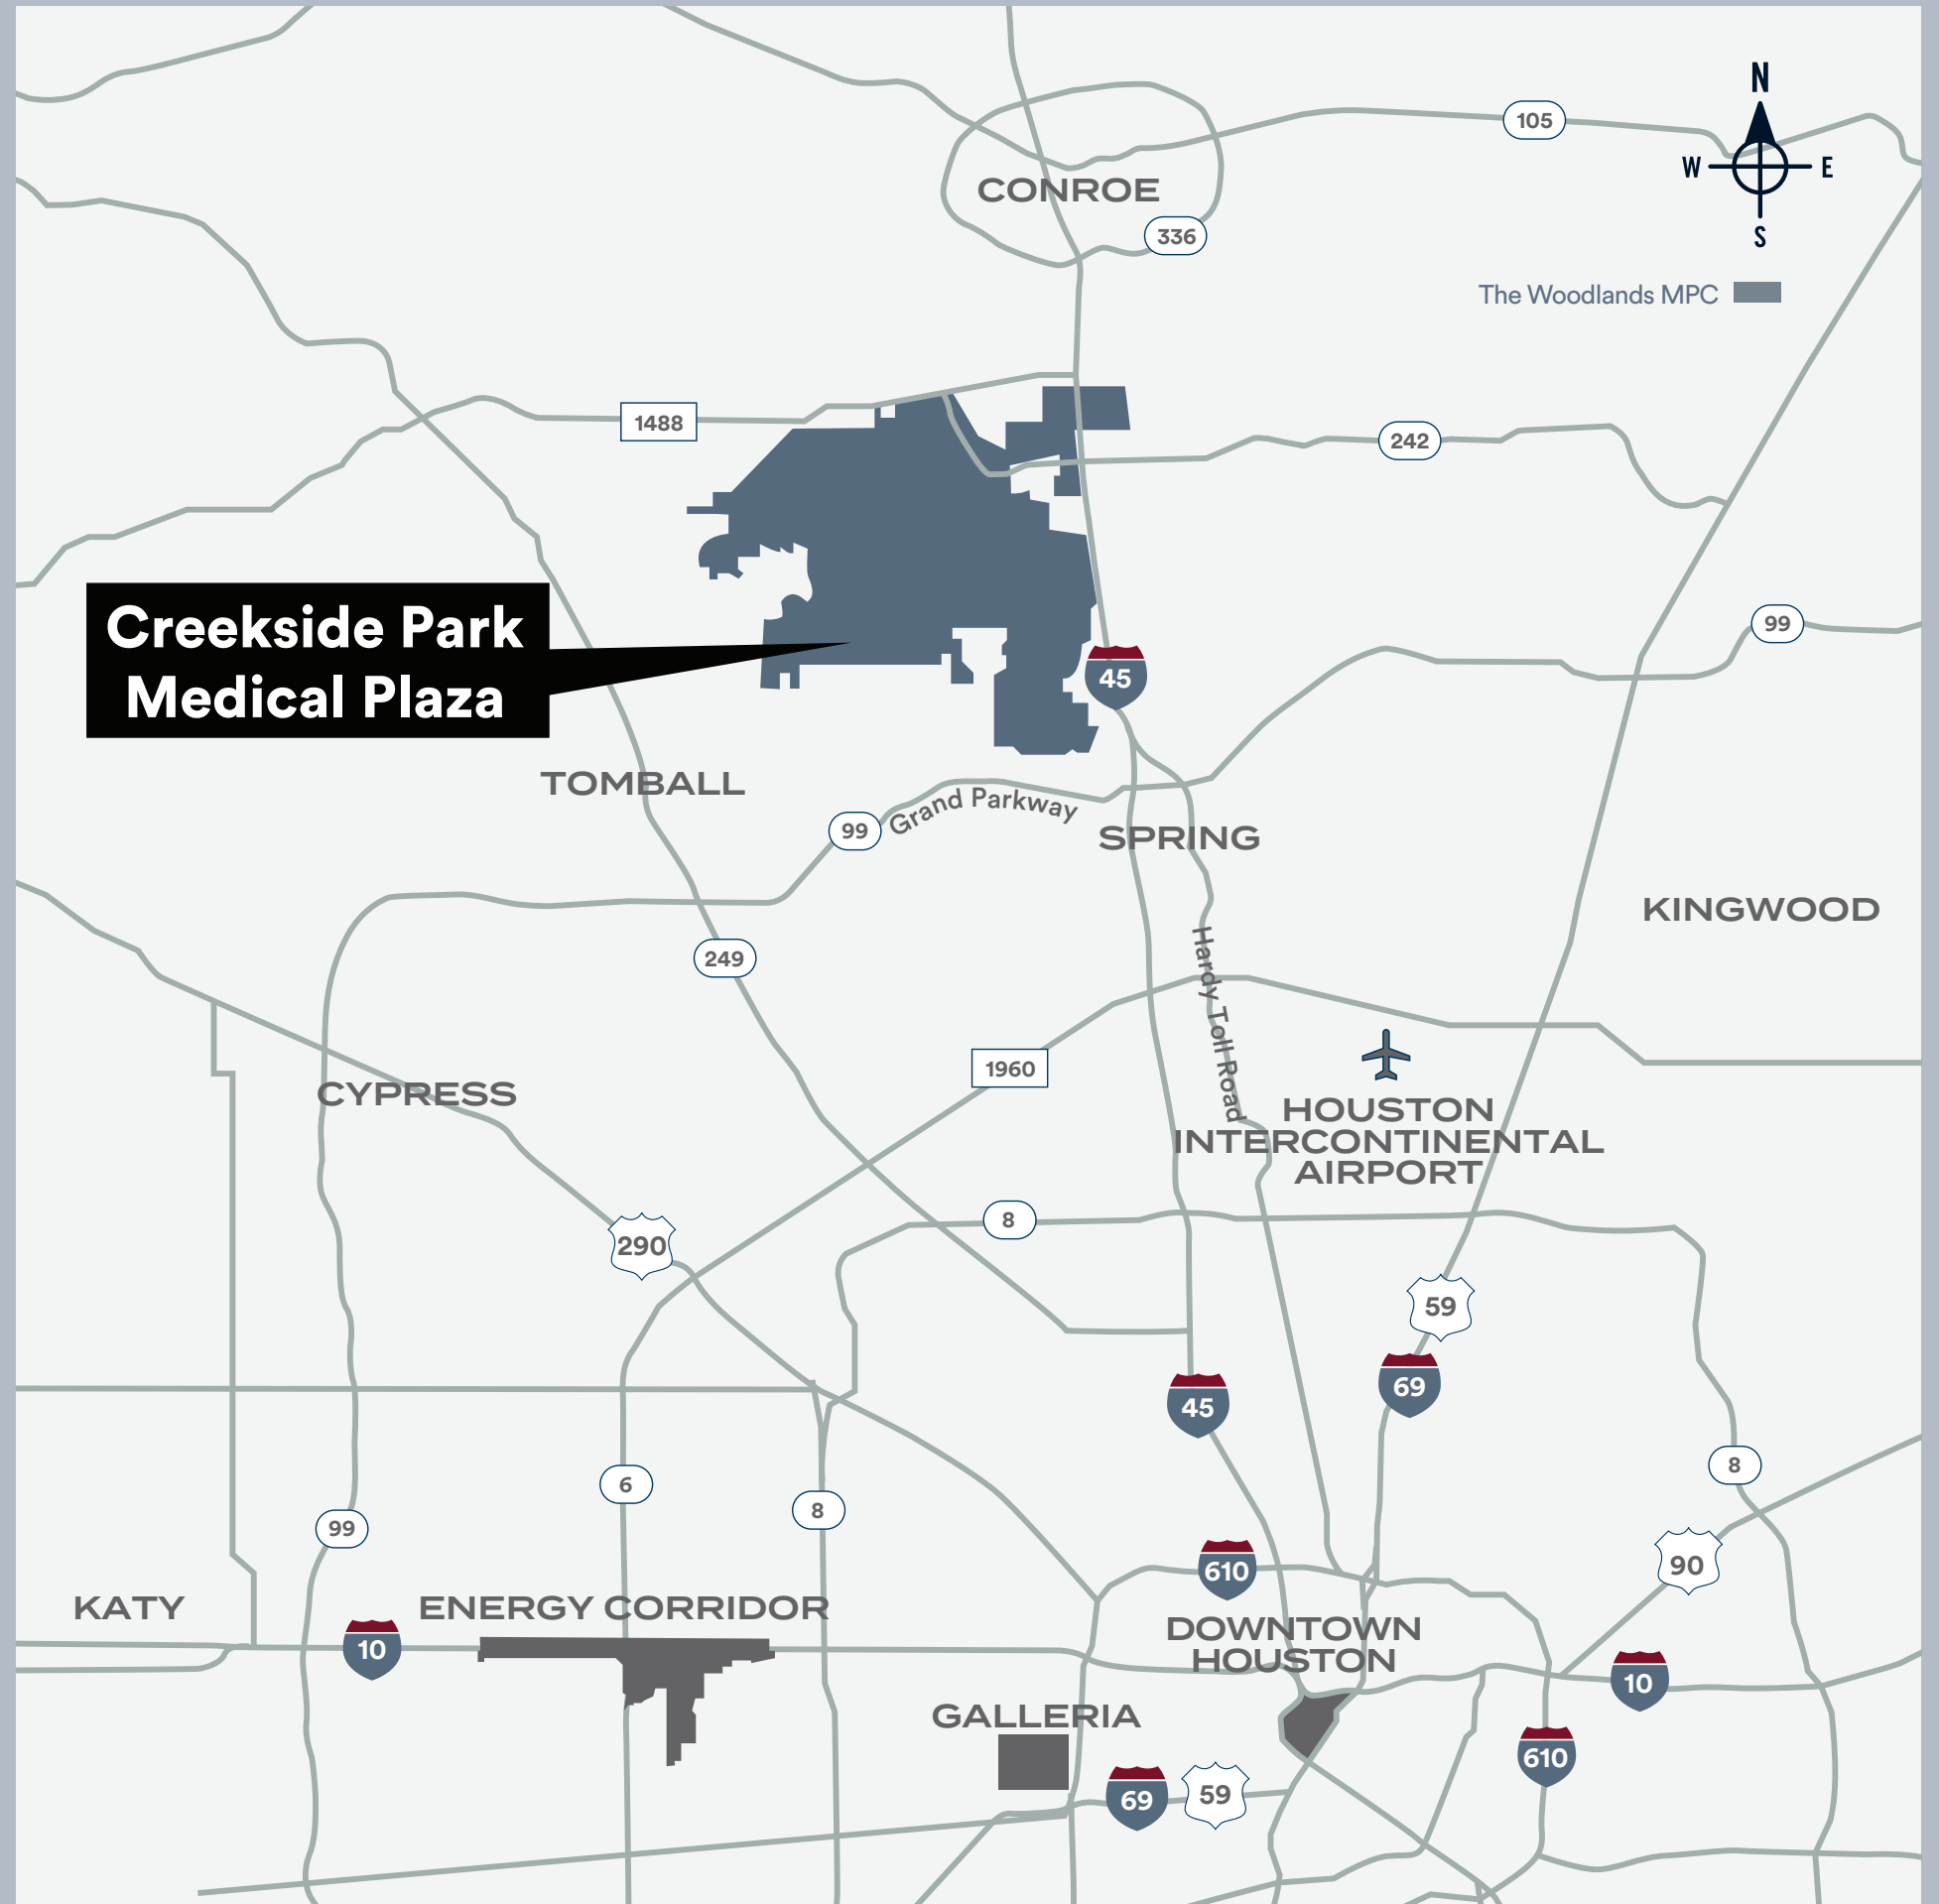 N
105
W E
CONROE
336
S
The Woodlands MPC
1488
242
Creekside Park
Medical Plaza
99
45
TOMBALL
Grand Parkway
99
SPRING
KINGWOOD
249
Hardy Toll Road
1960
CYPRESS
HOUSTON
INTERCONTINENTAL
AIRPORT
8
290
59
69
45
8
6
8
99
90
610
KATY
ENERGY CORRIDOR
DOWNTOWN
HOUSTON
10
10
GALLERIA
610
69
59